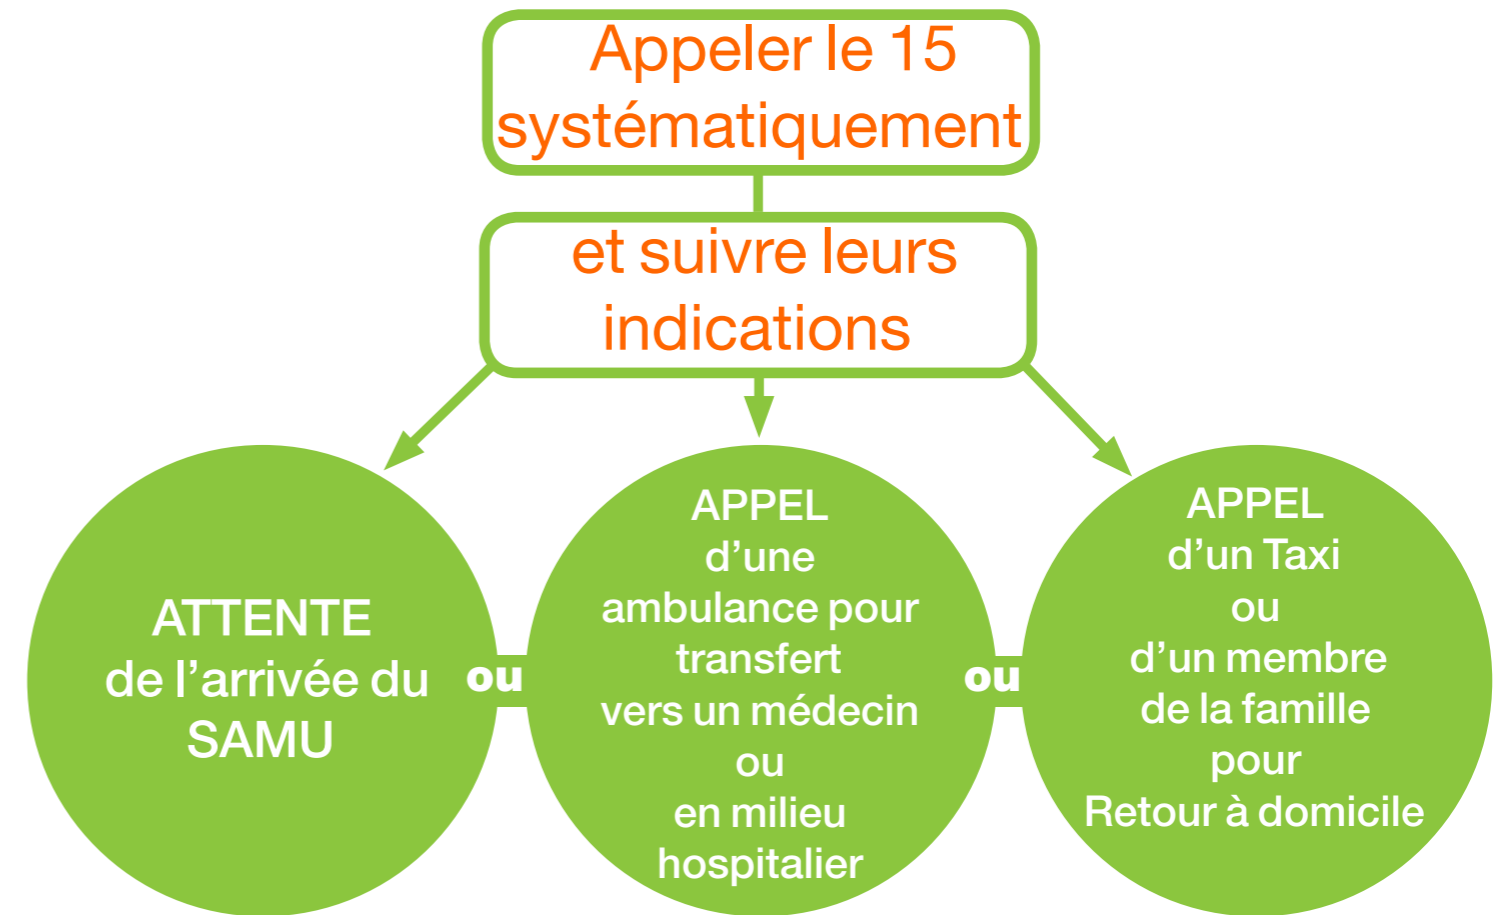 Appeler le 15
systématiquement
et suivre leurs
indications
ATTENTE
de l’arrivée du
SAMU
ou
APPEL
d’une
ambulance pour
transfert
vers un médecin
ou
en milieu
hospitalier
ou
APPEL
d’un Taxi
ou
d’un membre
de la famille
pour
Retour à domicile